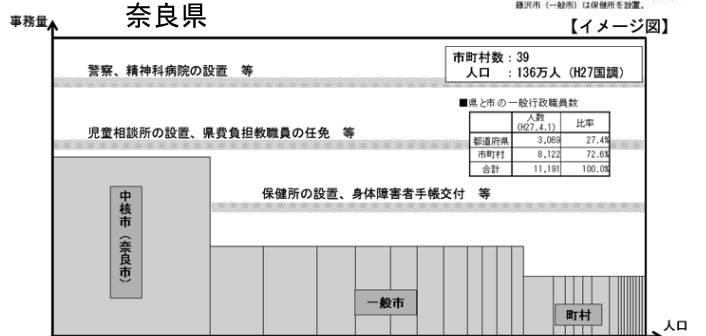 藤沢市（一般市）は保健所を設置。
事務量
奈良県
【イメージ図】
市町村数：39
人口　：136万人（H27国調）
警察、精神科病院の設置　等
■県と市の一般行政職員数
人数
(H27.4.1)
比率
都道府県 3,069 27.4%
市町村 8,122 72.6%
合計 11,191 100.0%
児童相談所の設置、県費負担教職員の任免　等
保健所の設置、身体障害者手帳交付　等
中核市（奈良市）
一般市
町村
人口